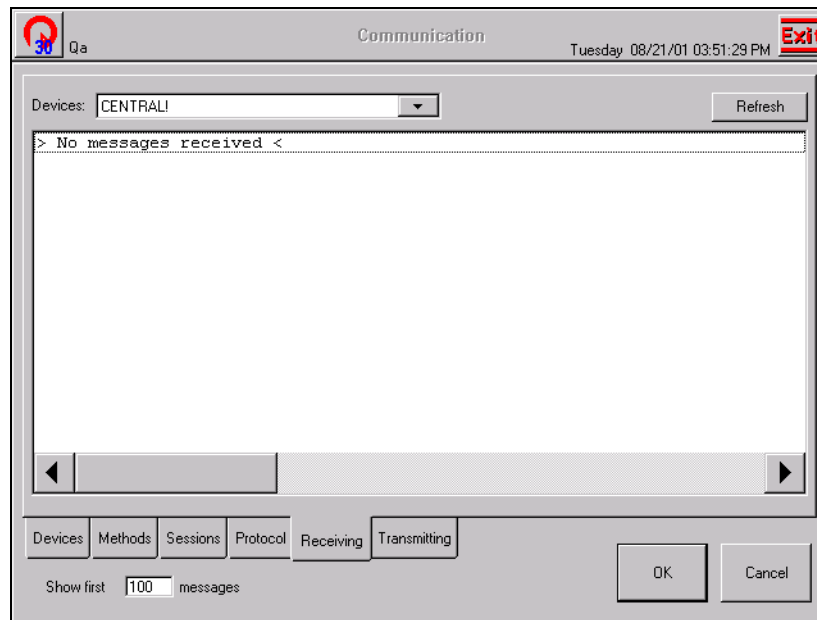 30 Qa
Communication
Tuesday 08/21/01 03:51:29 PM
Exit
Devices: CENTRAL!
Refresh
> No messages received <
Devices Methods Sessions Protocol Receiving Transmitting
Show first 100 messages
OK
Cancel